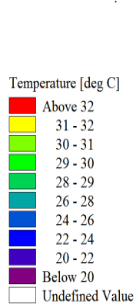 Temperature [deg C]
Above 32
31 - 32
30 - 31
29 - 30
28 - 29
26 - 28
24 - 26
22 - 24
20 - 22
Below 20
Undefined Value